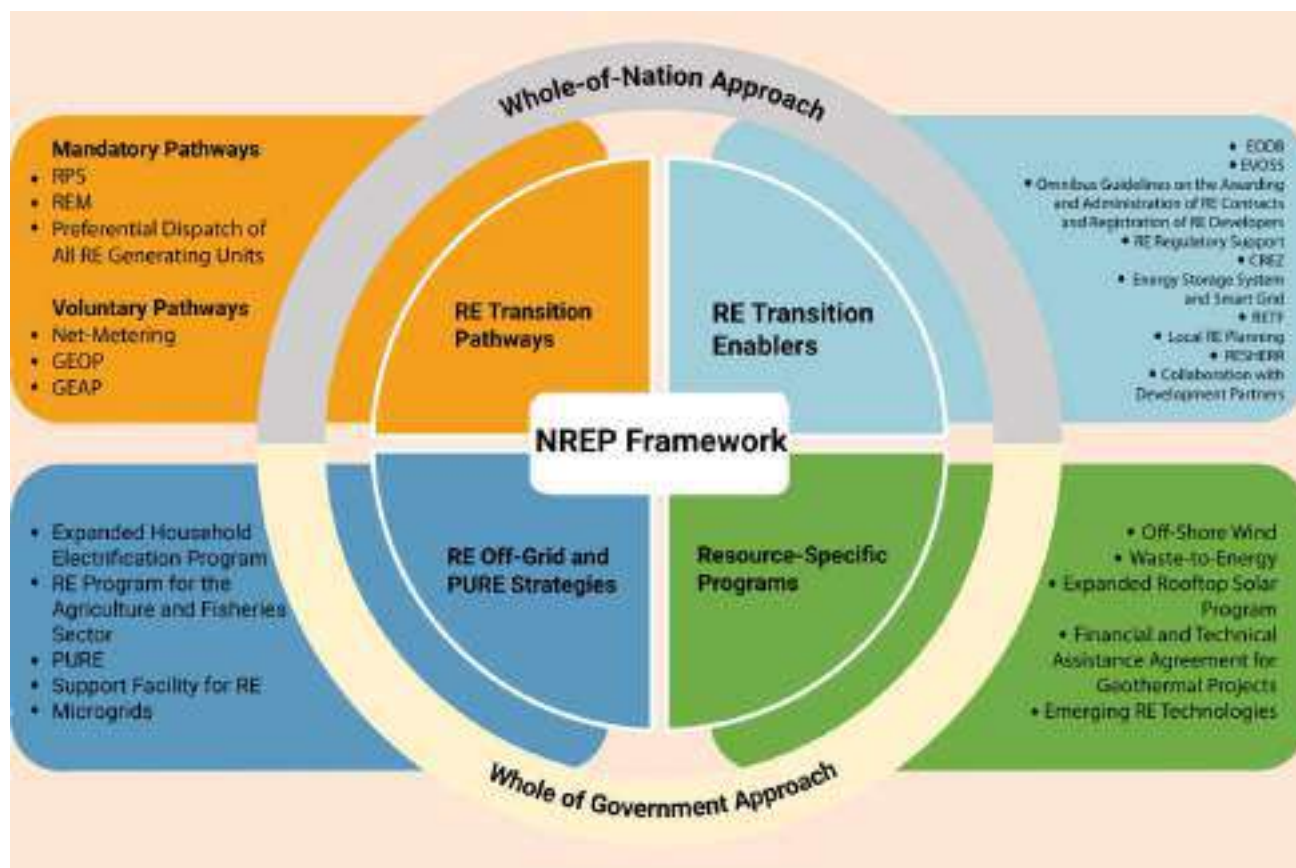 Whole-of-Nation Approach
Mandatory Pathways
• RPS
• REM
• Preferential Dispatch of
All RE Generating Units
Voluntary Pathways
• Net-Metering
• GEOP
• GEAP
RE Transition
Pathways
RE Transition
Enablers
• EODB
• EVOSS
• Omnibus Guidelines on the Awarding
and Administration of RE Contracts
and Registration of RE Developers
• RE Regulatory Support
• CREZ
• Energy Storage System
and Smart Grid
• RETF
• Local RE Planning
• RESHERR
• Collaboration with
Development Partners
NREP Framework
• Expanded Household
Electrification Program
• RE Program for the
Agriculture and Fisheries
Sector
• PURE
• Support Facility for RE
• Microgrids
RE Off-Grid and
PURE Strategies
Resource-Specific
Programs
• Off-Shore Wind
• Waste-to-Energy
• Expanded Rooftop Solar
Program
• Financial and Technical
Assistance Agreement for
Geothermal Projects
• Emerging RE Technologies
Whole of Government Approach